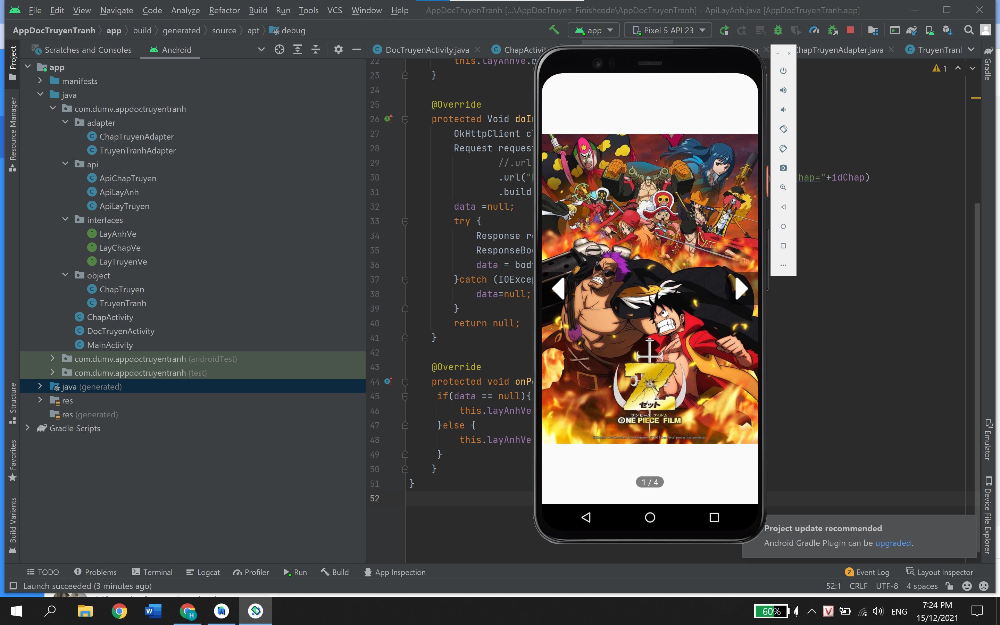 File Edit View Navigate Code Analyze Refactor Build Run Tools VCS Window Help AppDocTruyenTranh [...\AppDocTruyen_Finishcode\AppDocTruyenTranh] - ApiLayAnh.java [AppDocTruyenTranh.app]
AppDocTruyenTranh app build generated source apt debug
app Pixel 5 API 23
Scratches and Consoles Android
DocTruyenActivity.java ChapActivit ChapTruyenAdapter.java TruyenTranl
Project
Resource Manager
Structure
Favorites
Build Variants
app
manifests
java
com.dumv.appdoctruyentranh
adapter
ChapTruyenAdapter
TruyenTranhAdapter
api
ApiChapTruyen
ApiLayAnh
ApiLayTruyen
interfaces
LayAnhVe
LayChapVe
LayTruyenVe
object
ChapTruyen
TruyenTranh
ChapActivity
DocTruyenActivity
MainActivity
com.dumv.appdoctruyentranh (androidTest)
com.dumv.appdoctruyentranh (test)
java (generated)
res
res (generated)
Gradle Scripts
22 this.layAnhVe.b
23 }
24
25 @Override
26 protected Void doI
27 OkHttpClient c
28 Request reques
29 //.url
30 .url(" hap="+idChap)
31 .build
32 data =null;
33 try {
34 Response r
35 ResponseBo
36 data = bod
37 }catch (IOExce
38 data=null;
39 }
40 return null;
41 }
42
43 @Override
44 protected void onP
45 if(data == null){
46 this.layAnhVe
47 }else {
48 this.layAnhVe
49 }
50 }
51 }
52
1
ゼット
ワンピース フィルム
ONE PIECE FILM
1 / 4
Gradle
Emulator
Device File Explorer
Project update recommended
Android Gradle Plugin can be upgraded.
TODO Problems Terminal Logcat Profiler Run Build App Inspection 2 Event Log Layout Inspector
Launch succeeded (3 minutes ago) 52:1 CRLF UTF-8 4 spaces
60% ENG 7:24 PM
15/12/2021